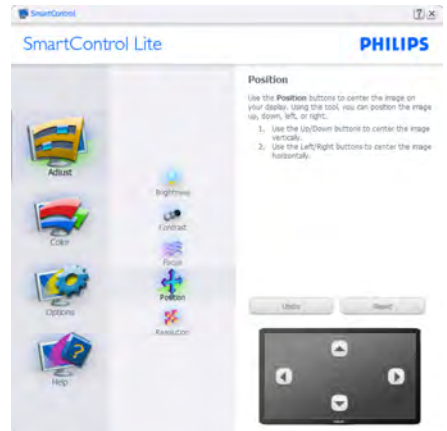 SmartControl
SmartControl Lite
PHILIPS
Position
Use the Position buttons to center the image on
your display. Using the tool, you can position the image
up, down, left, or right.
1. Use the Up/Down buttons to center the image
vertically.
2. Use the Left/Right buttons to center the image
horizontally.
Adjust
Color
Options
Help
Brightness
Contrast
Focus
Position
Resolution
Undo
Reset